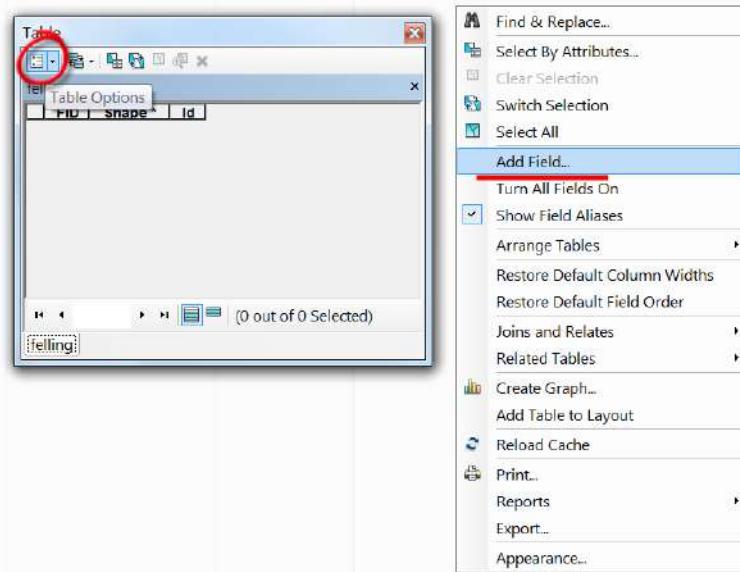 Table
fel
Table Options
FID Shape * Id
(0 out of 0 Selected)
felling
Find & Replace...
Select By Attributes...
Clear Selection
Switch Selection
Select All
Add Field...
Turn All Fields On
Show Field Aliases
Arrange Tables
Restore Default Column Widths
Restore Default Field Order
Joins and Relates
Related Tables
Create Graph...
Add Table to Layout
Reload Cache
Print...
Reports
Export...
Appearance...